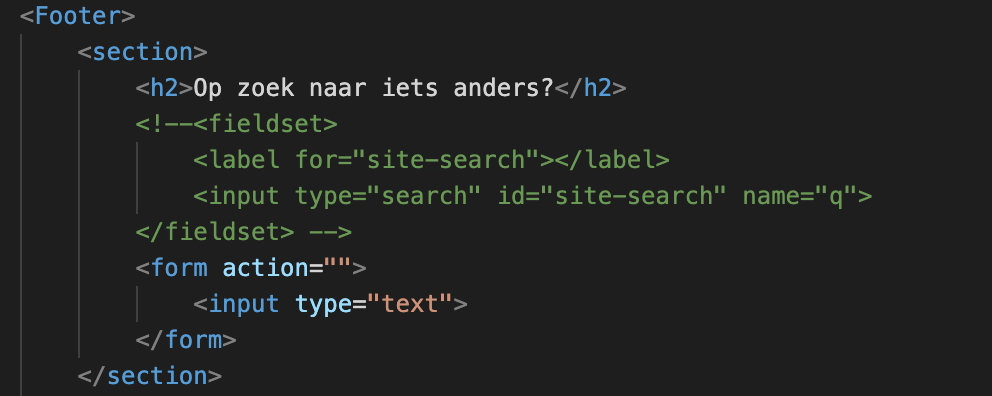 <Footer>
<section>
<h2>Op zoek naar iets anders?</h2>
<!--<fieldset>
<label for="site-search"></label>
<input type="search" id="site-search" name="q">
</fieldset> -->
<form action="">
<input type="text">
</form>
</section>